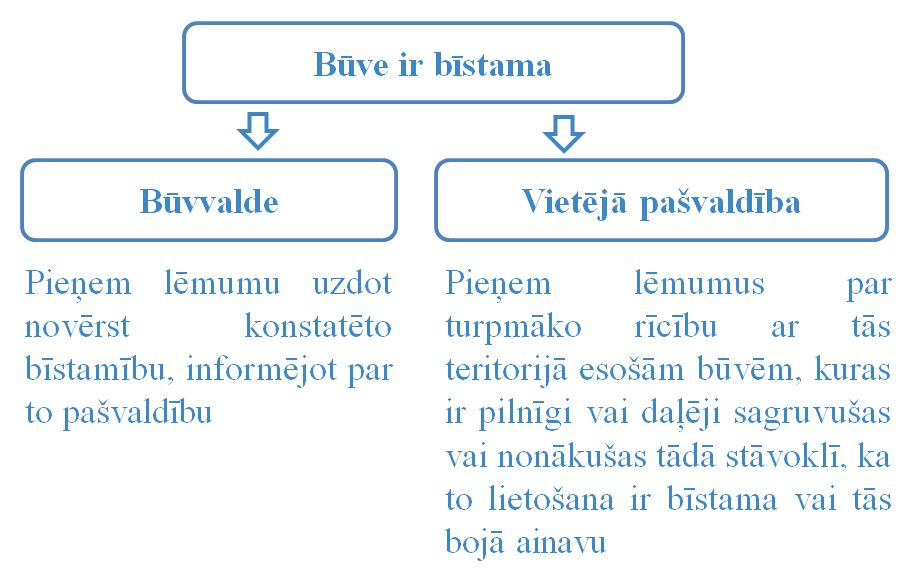 Būve ir bīstama
Būvvalde
Vietējā pašvaldība
Pieņem lēmumu uzdot
novērst konstatēto
bīstamību, informējot par
to pašvaldību
Pieņem lēmumus par
turpmāko rīcību ar tās
teritorijā esošām būvēm, kuras
ir pilnīgi vai daļēji sagruvušas
vai nonākušas tādā stāvoklī, ka
to lietošana ir bīstama vai tās
bojā ainavu